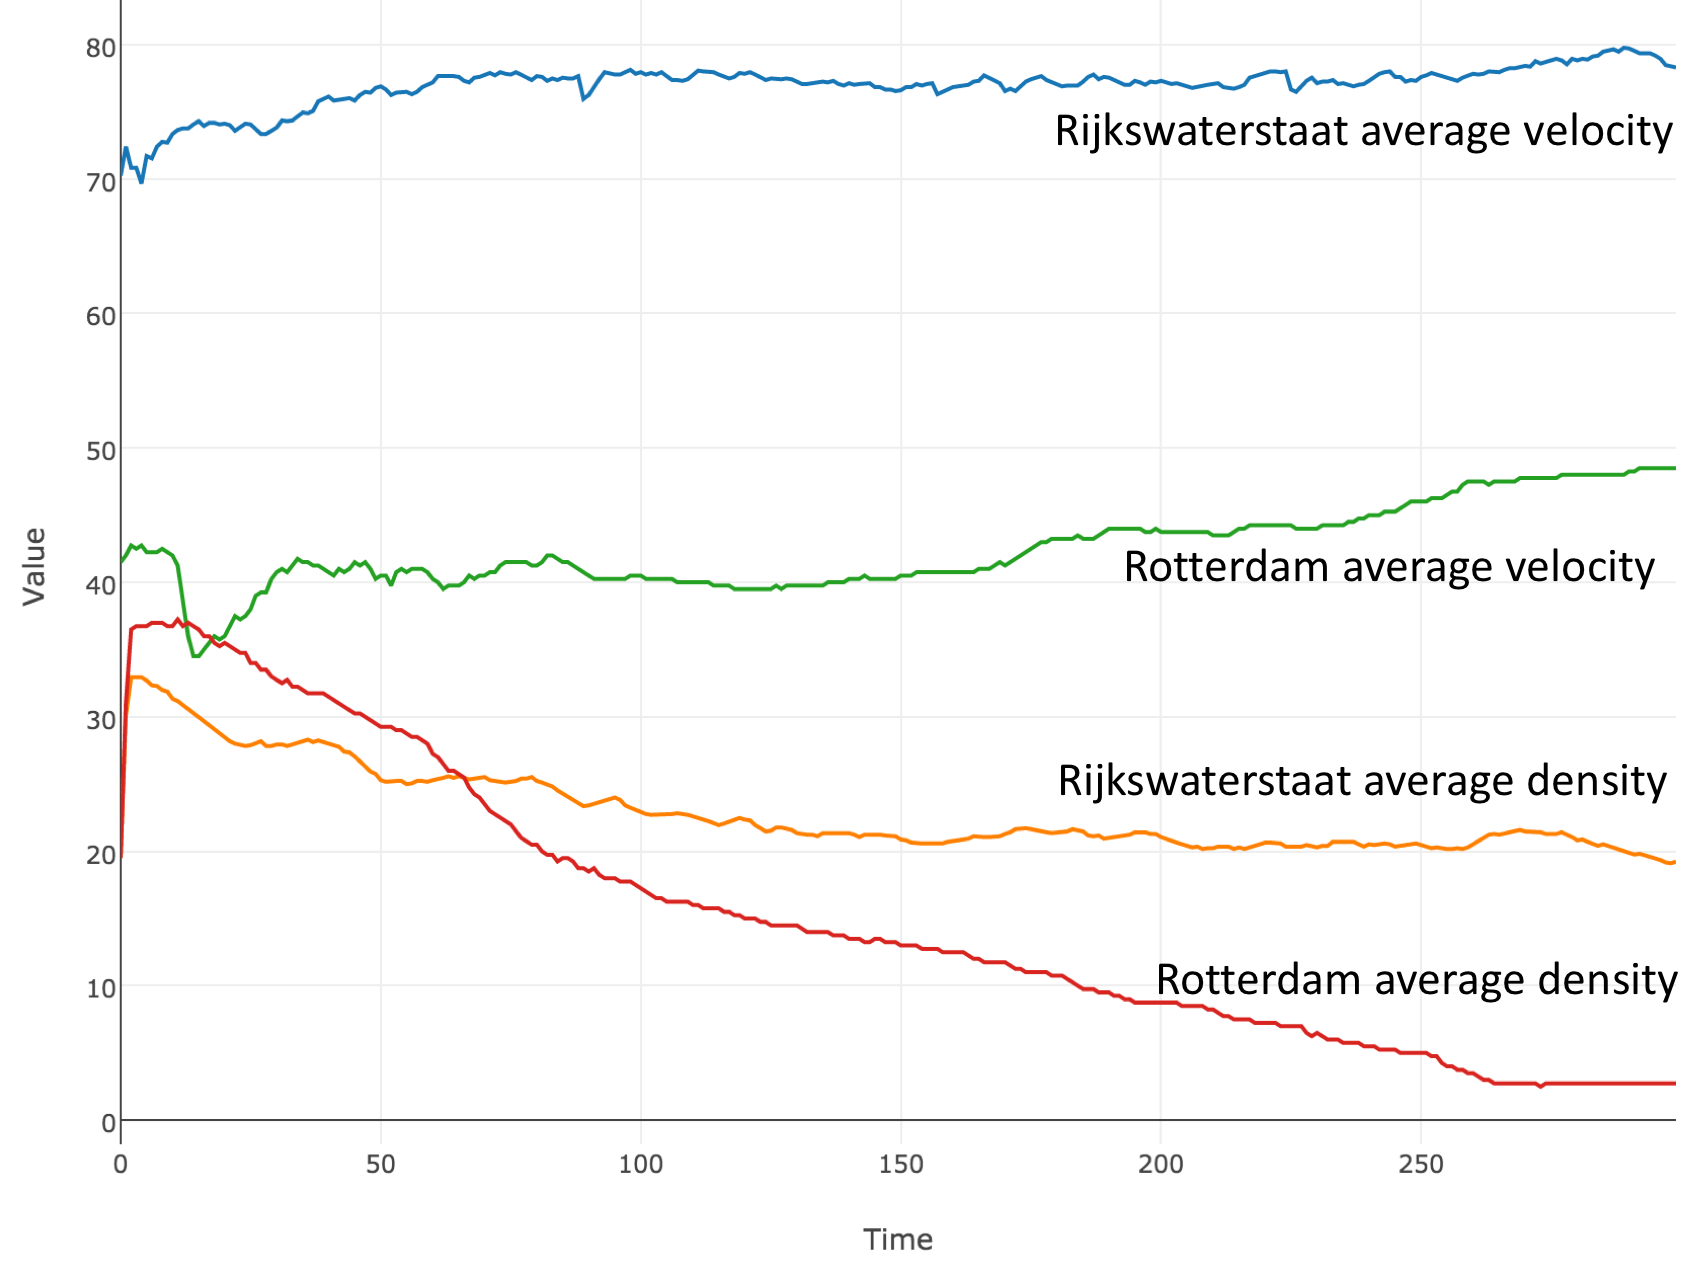 80
Rijkswaterstaat average velocity
70
60
50
Rotterdam average velocity
40
Value
30
Rijkswaterstaat average density
20
Rotterdam average density
10
0
0 50 100 150 200 250
Time